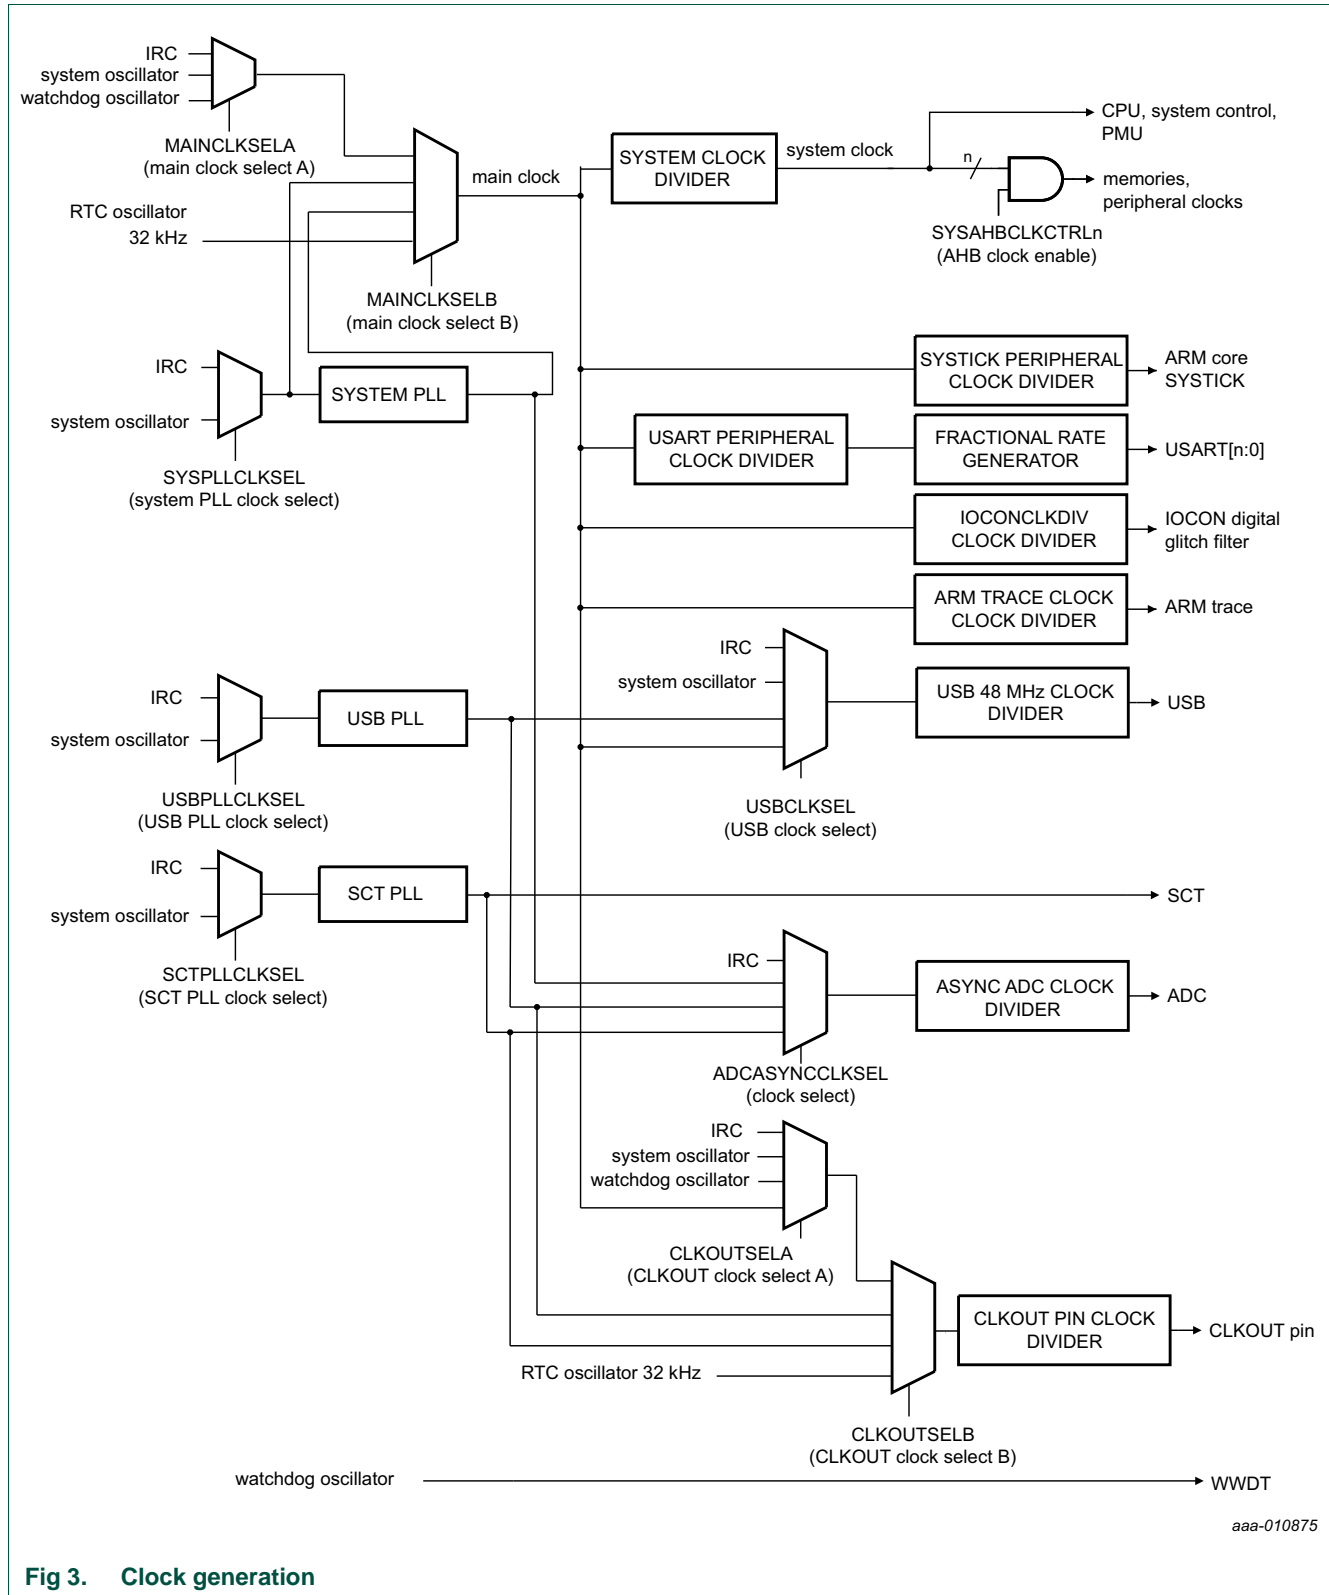 IRC
system oscillator
watchdog oscillator
MAINCLKSELA
(main clock select A)
RTC oscillator
32 kHz
MAINCLKSELB
(main clock select B)
main clock
SYSTEM CLOCK
DIVIDER
system clock
n
CPU, system control,
PMU
memories,
peripheral clocks
SYSAHBCLKCTRLn
(AHB clock enable)
IRC
system oscillator
SYSPLLCLKSEL
(system PLL clock select)
SYSTEM PLL
SYSTICK PERIPHERAL
CLOCK DIVIDER
ARM core
SYSTICK
USART PERIPHERAL
CLOCK DIVIDER
FRACTIONAL RATE
GENERATOR
USART[n:0]
IOCONCLKDIV
CLOCK DIVIDER
IOCON digital
glitch filter
ARM TRACE CLOCK
CLOCK DIVIDER
ARM trace
IRC
system oscillator
USB PLL
USBPLLCLKSEL
(USB PLL clock select)
IRC
system oscillator
USBCLKSEL
(USB clock select)
USB 48 MHz CLOCK
DIVIDER
USB
IRC
system oscillator
SCT PLL
SCTPLLCLKSEL
(SCT PLL clock select)
SCT
IRC
ADCASYNCCLKSEL
(clock select)
ASYNC ADC CLOCK
DIVIDER
ADC
IRC
system oscillator
watchdog oscillator
CLKOUTSELA
(CLKOUT clock select A)
RTC oscillator 32 kHz
CLKOUTSELB
(CLKOUT clock select B)
CLKOUT PIN CLOCK
DIVIDER
CLKOUT pin
watchdog oscillator
WWDT
aaa-010875
Fig 3. Clock generation